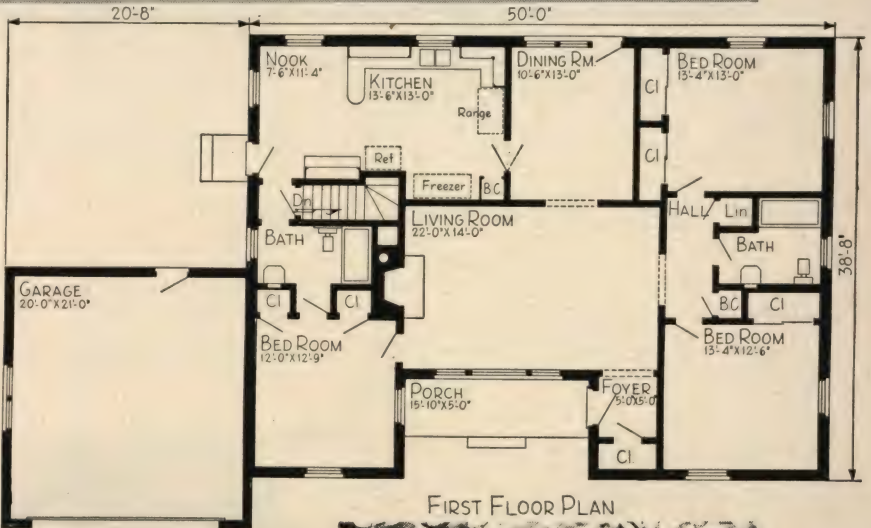 20'-8"
50'-0"
NOOK
7'-6"X11'-4"
KITCHEN
13'-6"X13'-0"
Range
Ref
Freezer
BC
DINING RM
10'-6"X13'-0"
Cl
Cl
BED ROOM
13'-4"X13'-0"
Dn
BATH
LIVING ROOM
22'-0"X14'-0"
HALL
Lin
BATH
38'-8"
GARAGE
20'-0"X21'-0"
Cl
Cl
BED ROOM
12'-0"X12'-9"
BC
Cl
BED ROOM
13'-4"X12'-6"
PORCH
15'-10"X5'-0"
FOYER
5'-0"X5'-0"
Cl
FIRST FLOOR PLAN